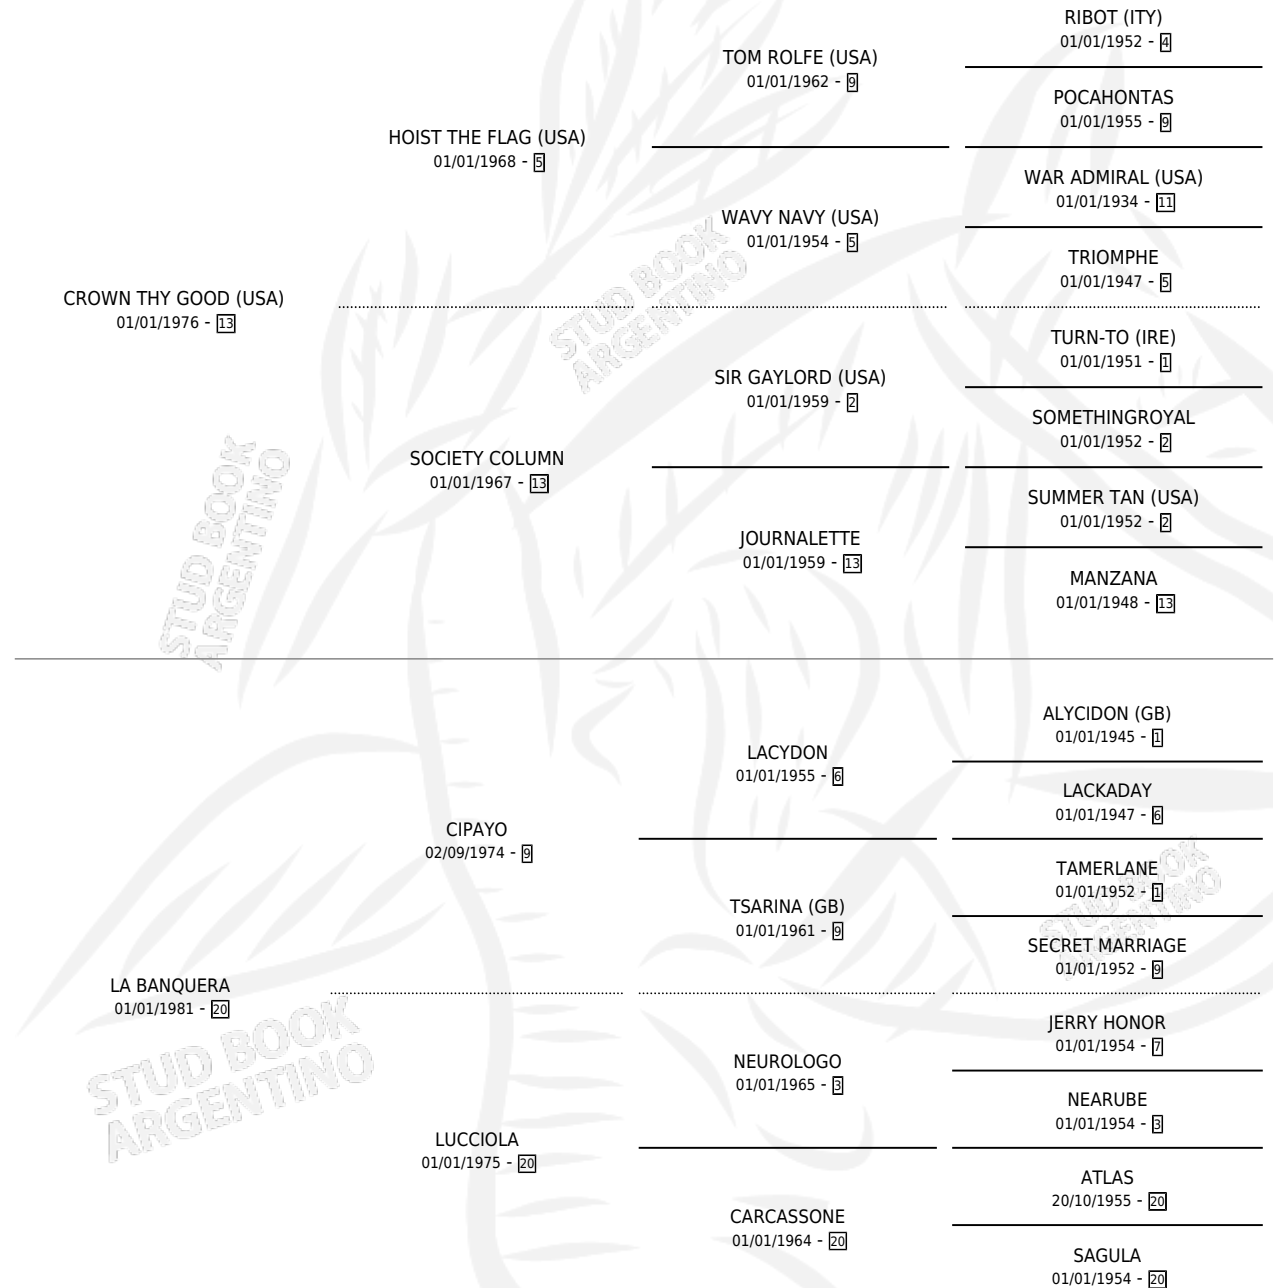 RIBOT (ITY)
01/01/1952 - 4
TOM ROLFE (USA)
01/01/1962 - 9
POCAHONTAS
01/01/1955 - 9
HOIST THE FLAG (USA)
01/01/1968 - 5
WAR ADMIRAL (USA)
01/01/1934 - 11
WAVY NAVY (USA)
01/01/1954 - 5
TRIOMPHE
01/01/1947 - 5
CROWN THY GOOD (USA)
01/01/1976 - 13
TURN-TO (IRE)
01/01/1951 - 1
SIR GAYLORD (USA)
01/01/1959 - 2
SOMETHINGROYAL
01/01/1952 - 2
SOCIETY COLUMN
01/01/1967 - 13
SUMMER TAN (USA)
01/01/1952 - 2
JOURNALETTE
01/01/1959 - 13
MANZANA
01/01/1948 - 13
ALYCIDON (GB)
01/01/1945 - 1
LACYDON
01/01/1955 - 6
LACKADAY
01/01/1947 - 6
CIPAYO
02/09/1974 - 9
TAMERLANE
01/01/1952 - 1
TSARINA (GB)
01/01/1961 - 9
SECRET MARRIAGE
01/01/1952 - 9
LA BANQUERA
01/01/1981 - 20
JERRY HONOR
01/01/1954 - 7
NEUROLOGO
01/01/1965 - 3
NEARUBE
01/01/1954 - 3
LUCCIOLA
01/01/1975 - 20
ATLAS
20/10/1955 - 20
CARCASSONE
01/01/1964 - 20
SAGULA
01/01/1954 - 20
STUD BOOK
ARGENTINO
STUD BOOK
ARGENTINO
STUD BOOK
ARGENTINO
STUD BOOK
ARGENTINO